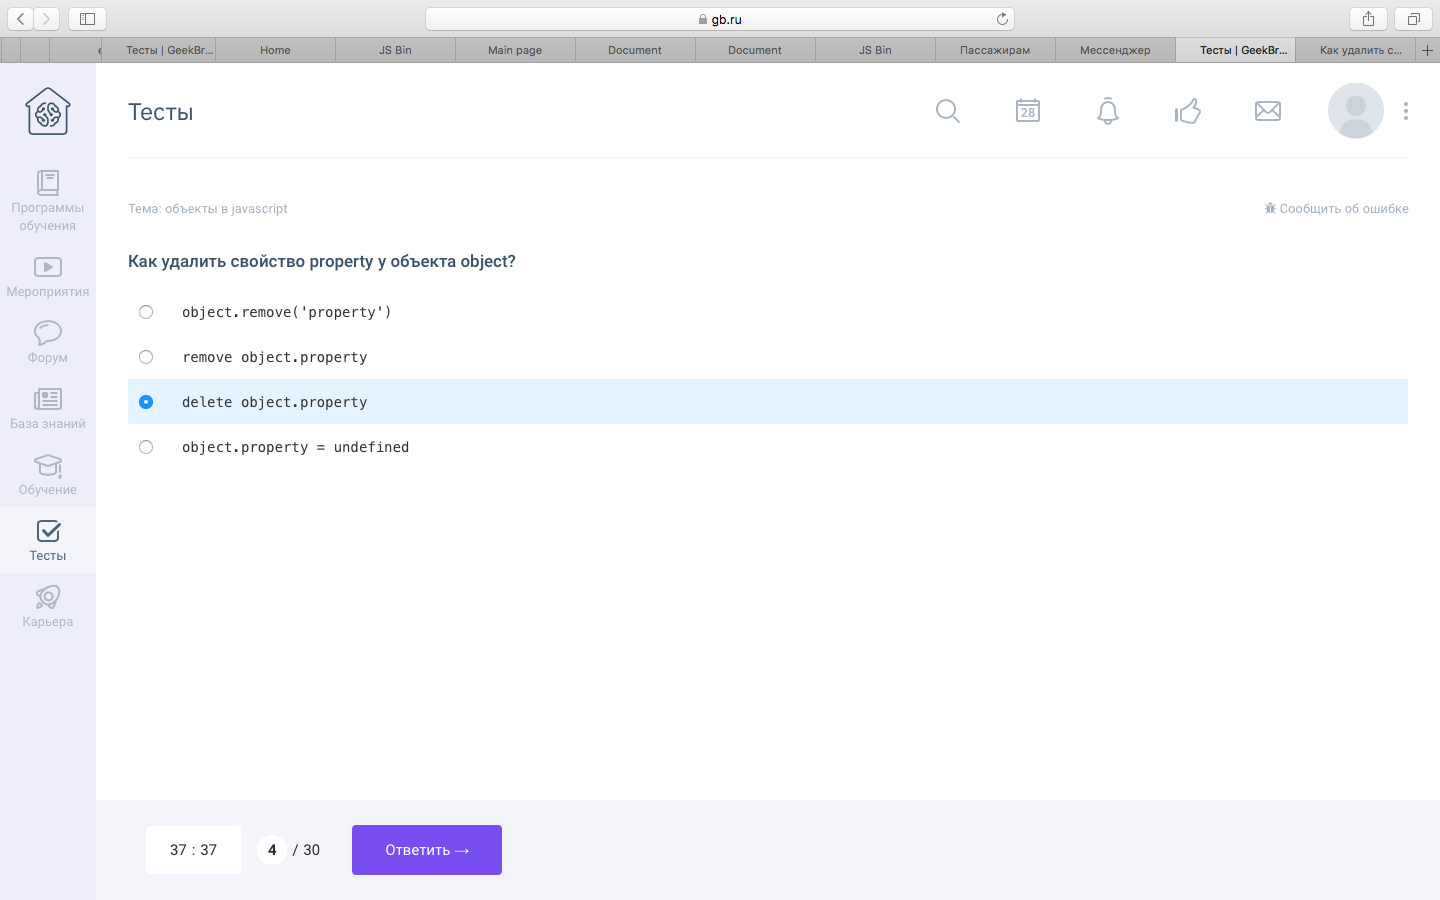 gb.ru
Тесты | GeekBr...
Home
JS Bin
Main page
Document
Document
JS Bin
Пассажирам
Мессенджер
Тесты | GeekBr...
Как удалить с...
Тесты
28
Программы
обучения
Мероприятия
Форум
База знаний
Обучение
Тесты
Карьера
Тема: объекты в javascript
Сообщить об ошибке
Как удалить свойство property у объекта object?
object.remove('property')
remove object.property
delete object.property
object.property = undefined
37 : 37
4 / 30
Ответить →